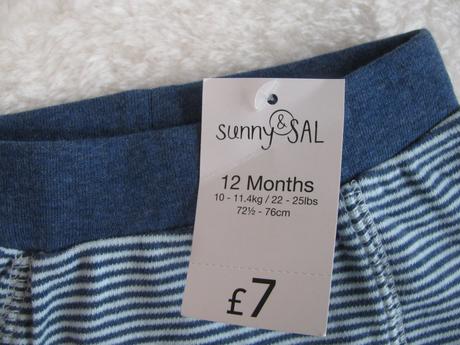 sunny & SAL
12 Months
10 - 11.4kg / 22 - 25lbs
72½ - 76cm
£7